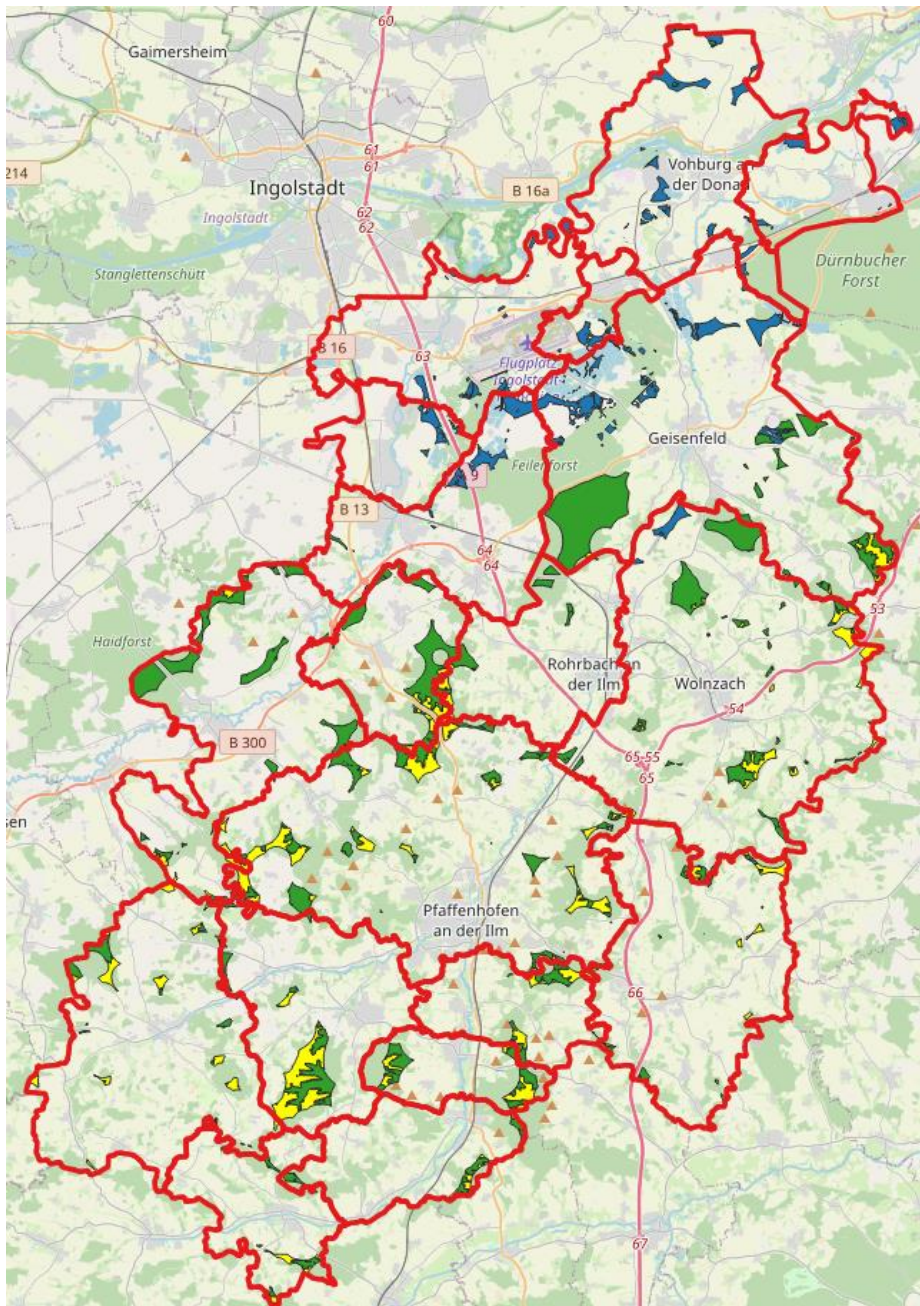 60
Gaimersheim
61
61
214
Ingolstadt
B 16a
Vohburg a
der Donau
Ingolstadt
62
62
Stanglettenschütt
Dürnbucher
Forst
B 16
63
Flugplatz
Ingolstadt
Geisenfeld
9
Feilenforst
B 13
64
64
53
Haidforst
Rohrbach an
der Ilm
Wolnzach
54
B 300
65-55
65
sen
Pfaffenhofen
an der Ilm
66
67